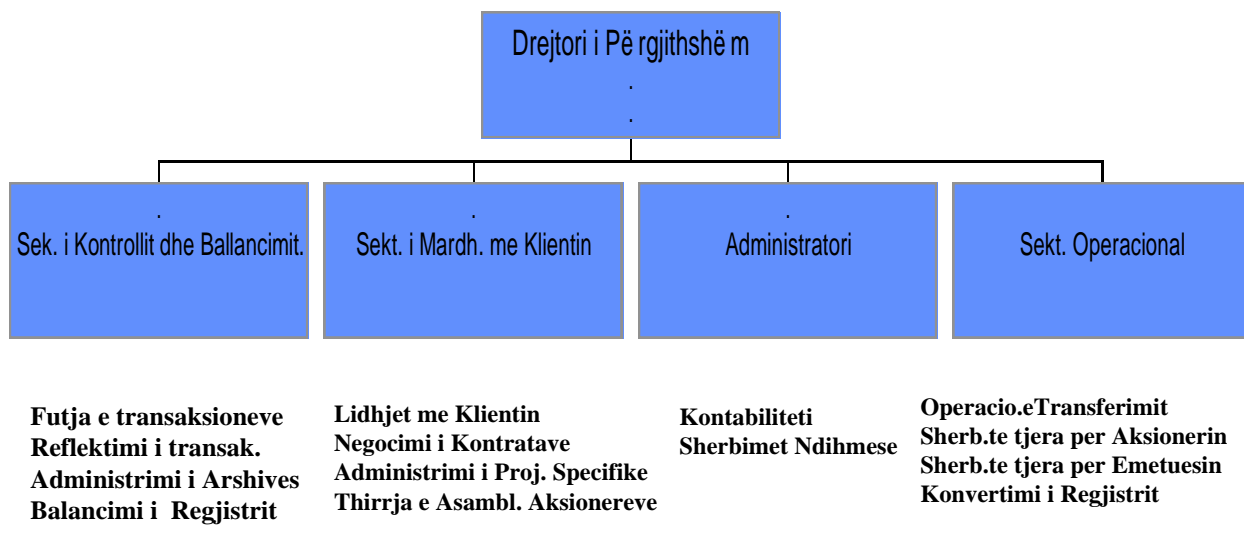 Drejtori i Pë rgjithshë m
.
.
.
Sek. i Kontrollit dhe Ballancimit.
.
Sekt. i Mardh. me Klientin
.
Administratori
Sekt. Operacional
Futja e transaksioneve
Reflektimi i transak.
Administrimi i Arshives
Balancimi i Regjistrit
Lidhjet me Klientin
Negocimi i Kontratave
Administrimi i Proj. Specifike
Thirrja e Asambl. Aksionereve
Kontabiliteti
Sherbimet Ndihmese
Operacio.eTransferimit
Sherb.te tjera per Aksionerin
Sherb.te tjera per Emetuesin
Konvertimi i Regjistrit